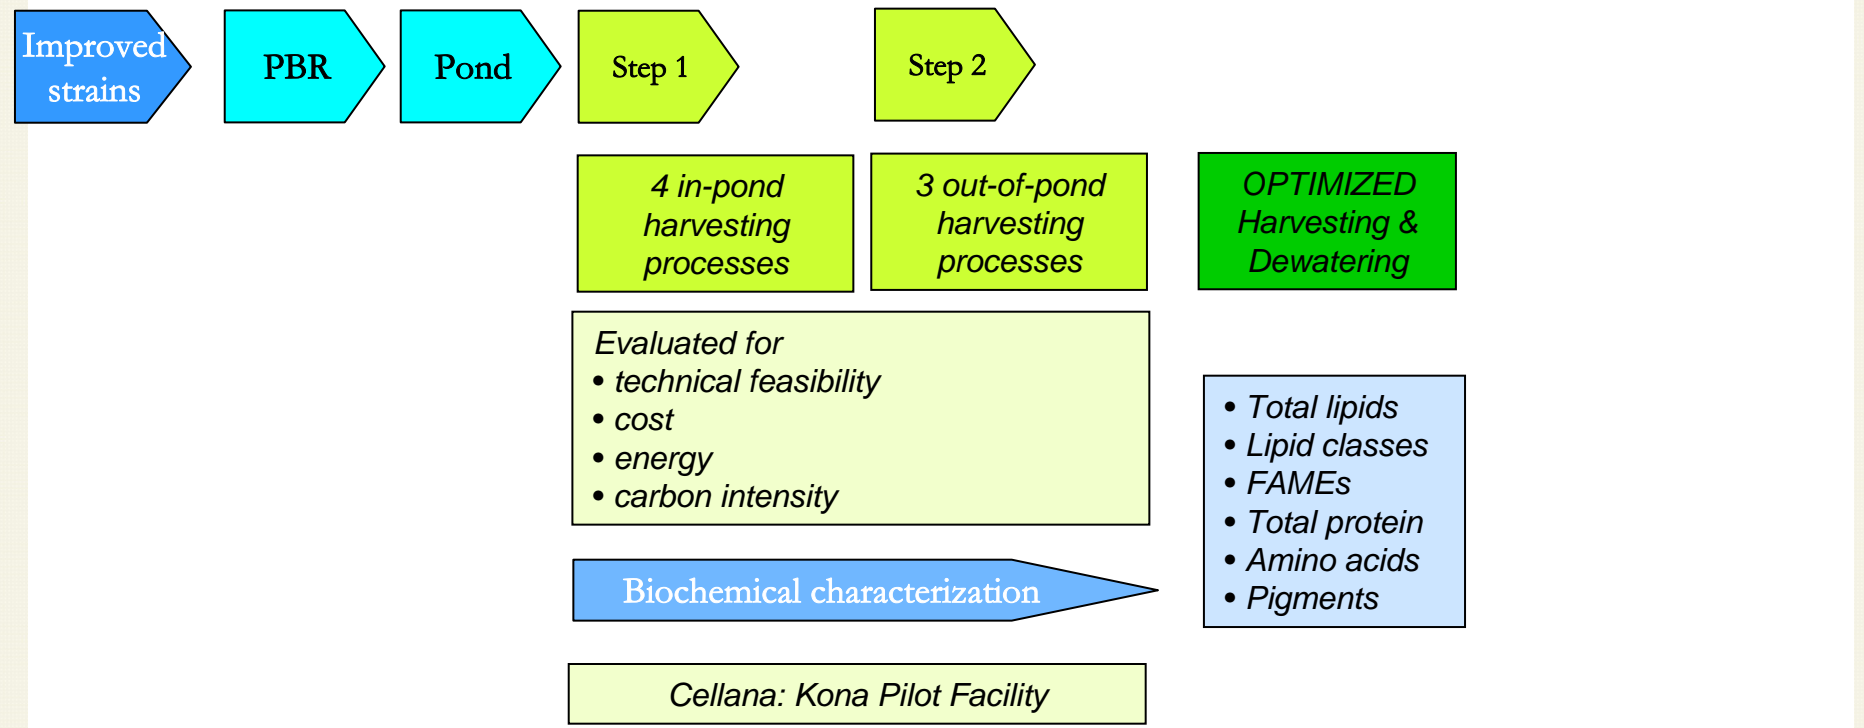 Improved
strains
PBR
Pond
Step 1
Step 2
4 in-pond
harvesting
processes
3 out-of-pond
harvesting
processes
OPTIMIZED
Harvesting &
Dewatering
Evaluated for
• technical feasibility
• cost
• energy
• carbon intensity
• Total lipids
• Lipid classes
• FAMEs
• Total protein
• Amino acids
• Pigments
Biochemical characterization
Cellana: Kona Pilot Facility